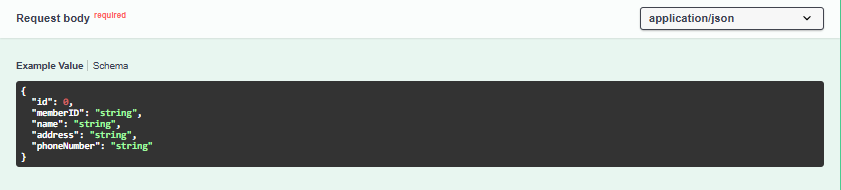 Request body required
application/json
Example Value | Schema
{
  "id": 0,
  "memberID": "string",
  "name": "string",
  "address": "string",
  "phoneNumber": "string"
}